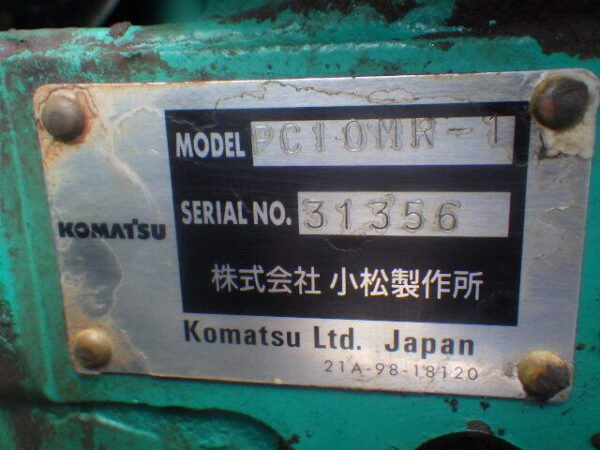 MODEL PC10MR-1
SERIAL NO. 31356
KOMATSU
株式会社 小松製作所
Komatsu Ltd. Japan
21A-98-18120